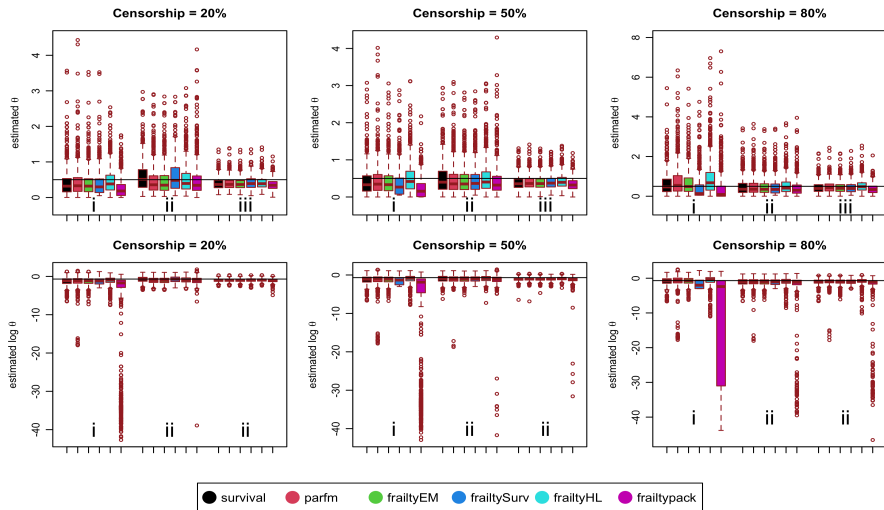 Censorship = 20%
Censorship = 50%
Censorship = 80%
estimated θ
0 1 2 3 4
i ii iii
estimated θ
0 1 2 3 4
i ii iii
estimated θ
0 2 4 6 8
i ii iii
Censorship = 20%
Censorship = 50%
Censorship = 80%
estimated log θ
-40 -30 -20 -10 0
i ii ii
estimated log θ
-40 -30 -20 -10 0
i ii ii
estimated log θ
-40 -30 -20 -10 0
i ii ii
survival parfm frailtyEM frailtySurv frailtyHL frailtypack